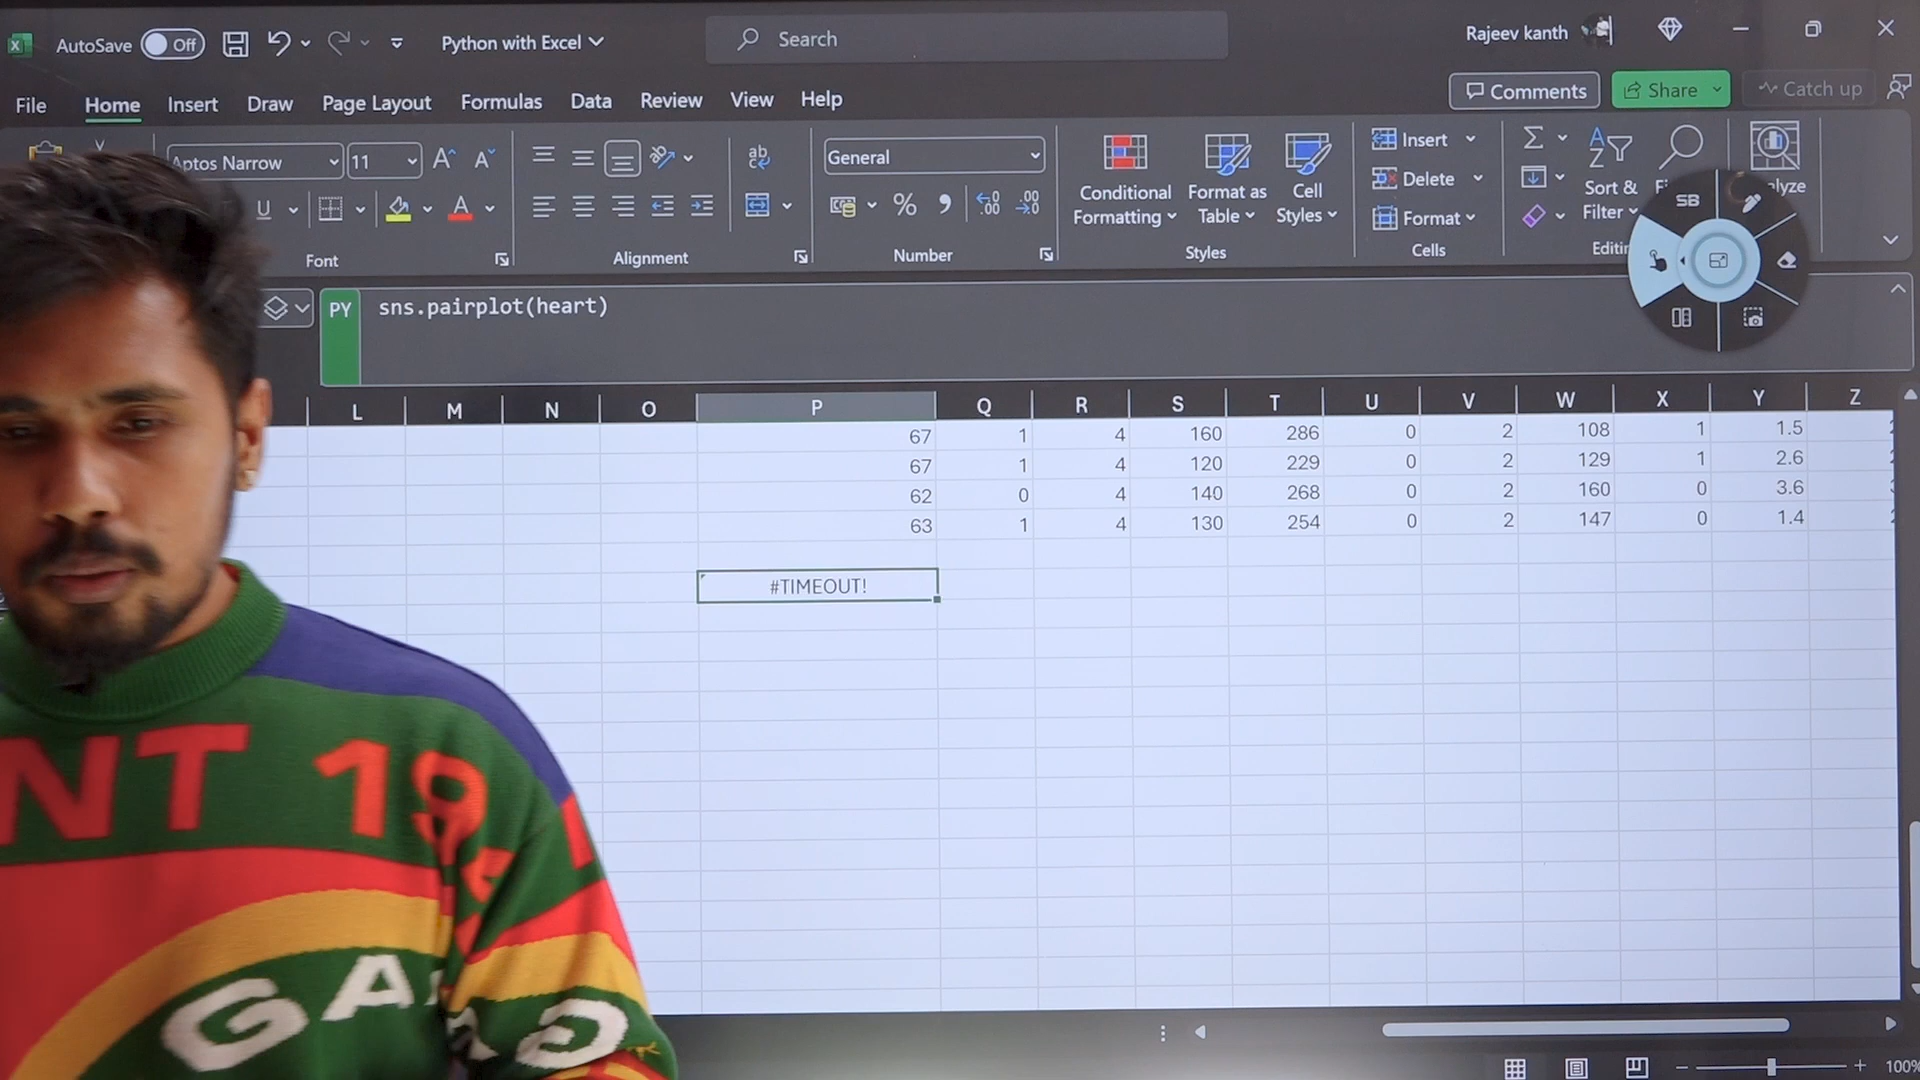 AutoSave Off Python with Excel Search Rajeev kanth
File Home Insert Draw Page Layout Formulas Data Review View Help Comments Share Catch up
Aptos Narrow 11 General Conditional Formatting Format as Table Cell Styles Insert Delete Format Sort & Filter
Font Alignment Number Styles Cells
SB
PY sns.pairplot(heart)
L M N O P Q R S T U V W X Y Z
67 1 4 160 286 0 2 108 1 1.5
67 1 4 120 229 0 2 129 1 2.6
62 0 4 140 268 0 2 160 0 3.6
63 1 4 130 254 0 2 147 0 1.4
#TIMEOUT!
NT 19
GA
100%